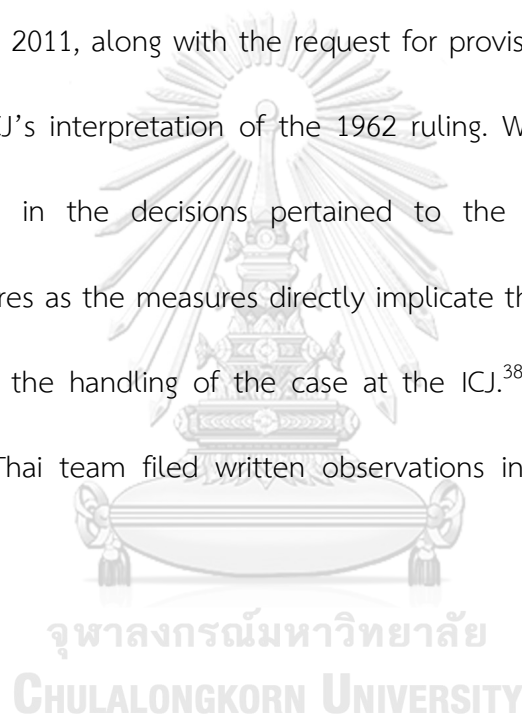 2011, along with the request for provis
J's interpretation of the 1962 ruling. W
in the decisions pertained to the
res as the measures directly implicate th
the handling of the case at the ICJ.38
Thai team filed written observations in
จุฬาลงกรณ์มหาวิทยาลัย
CHULALONGKORN UNIVERSITY